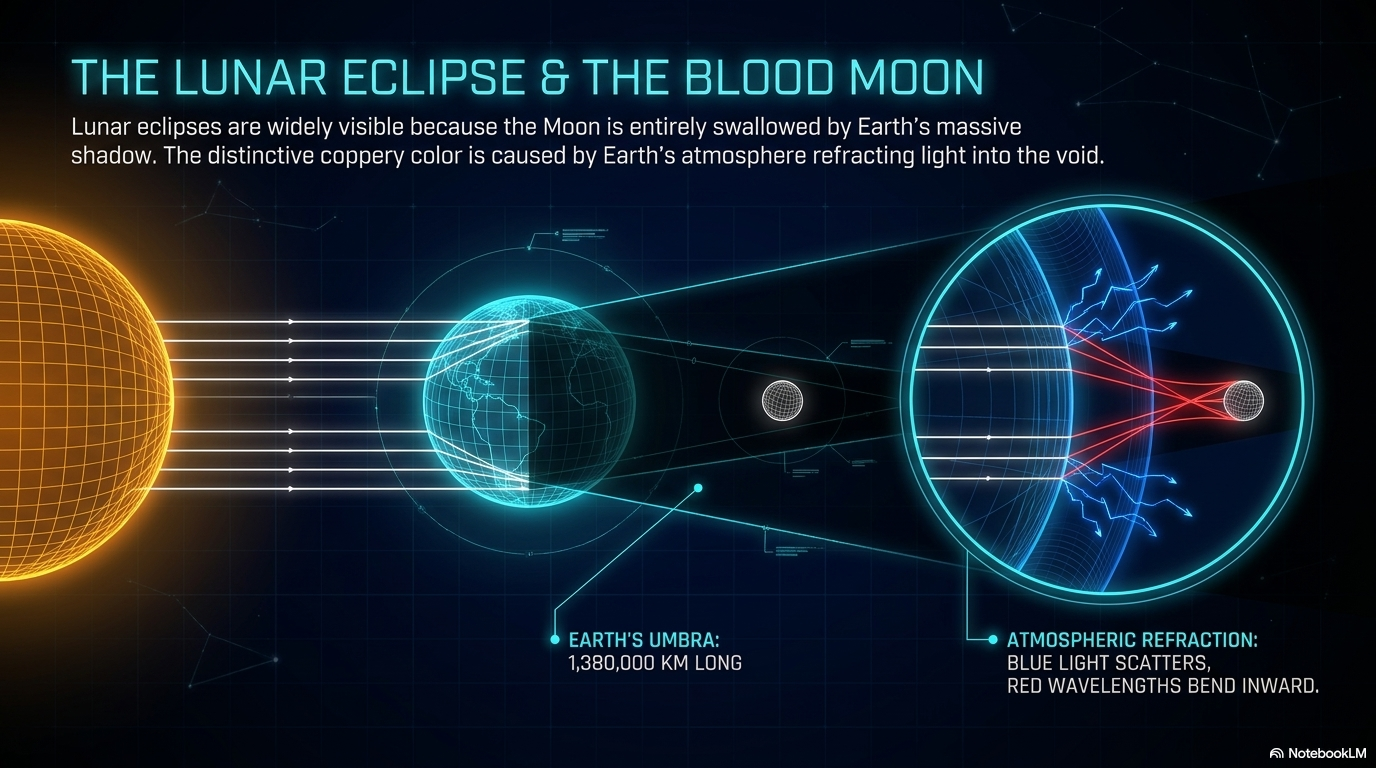 THE LUNAR ECLIPSE & THE BLOOD MOON
Lunar eclipses are widely visible because the Moon is entirely swallowed by Earth's massive
shadow. The distinctive coppery color is caused by Earth's atmosphere refracting light into the void.
EARTH'S UMBRA:
1,380,000 KM LONG
ATMOSPHERIC REFRACTION:
BLUE LIGHT SCATTERS,
RED WAVELENGTHS BEND INWARD.
NotebookLM